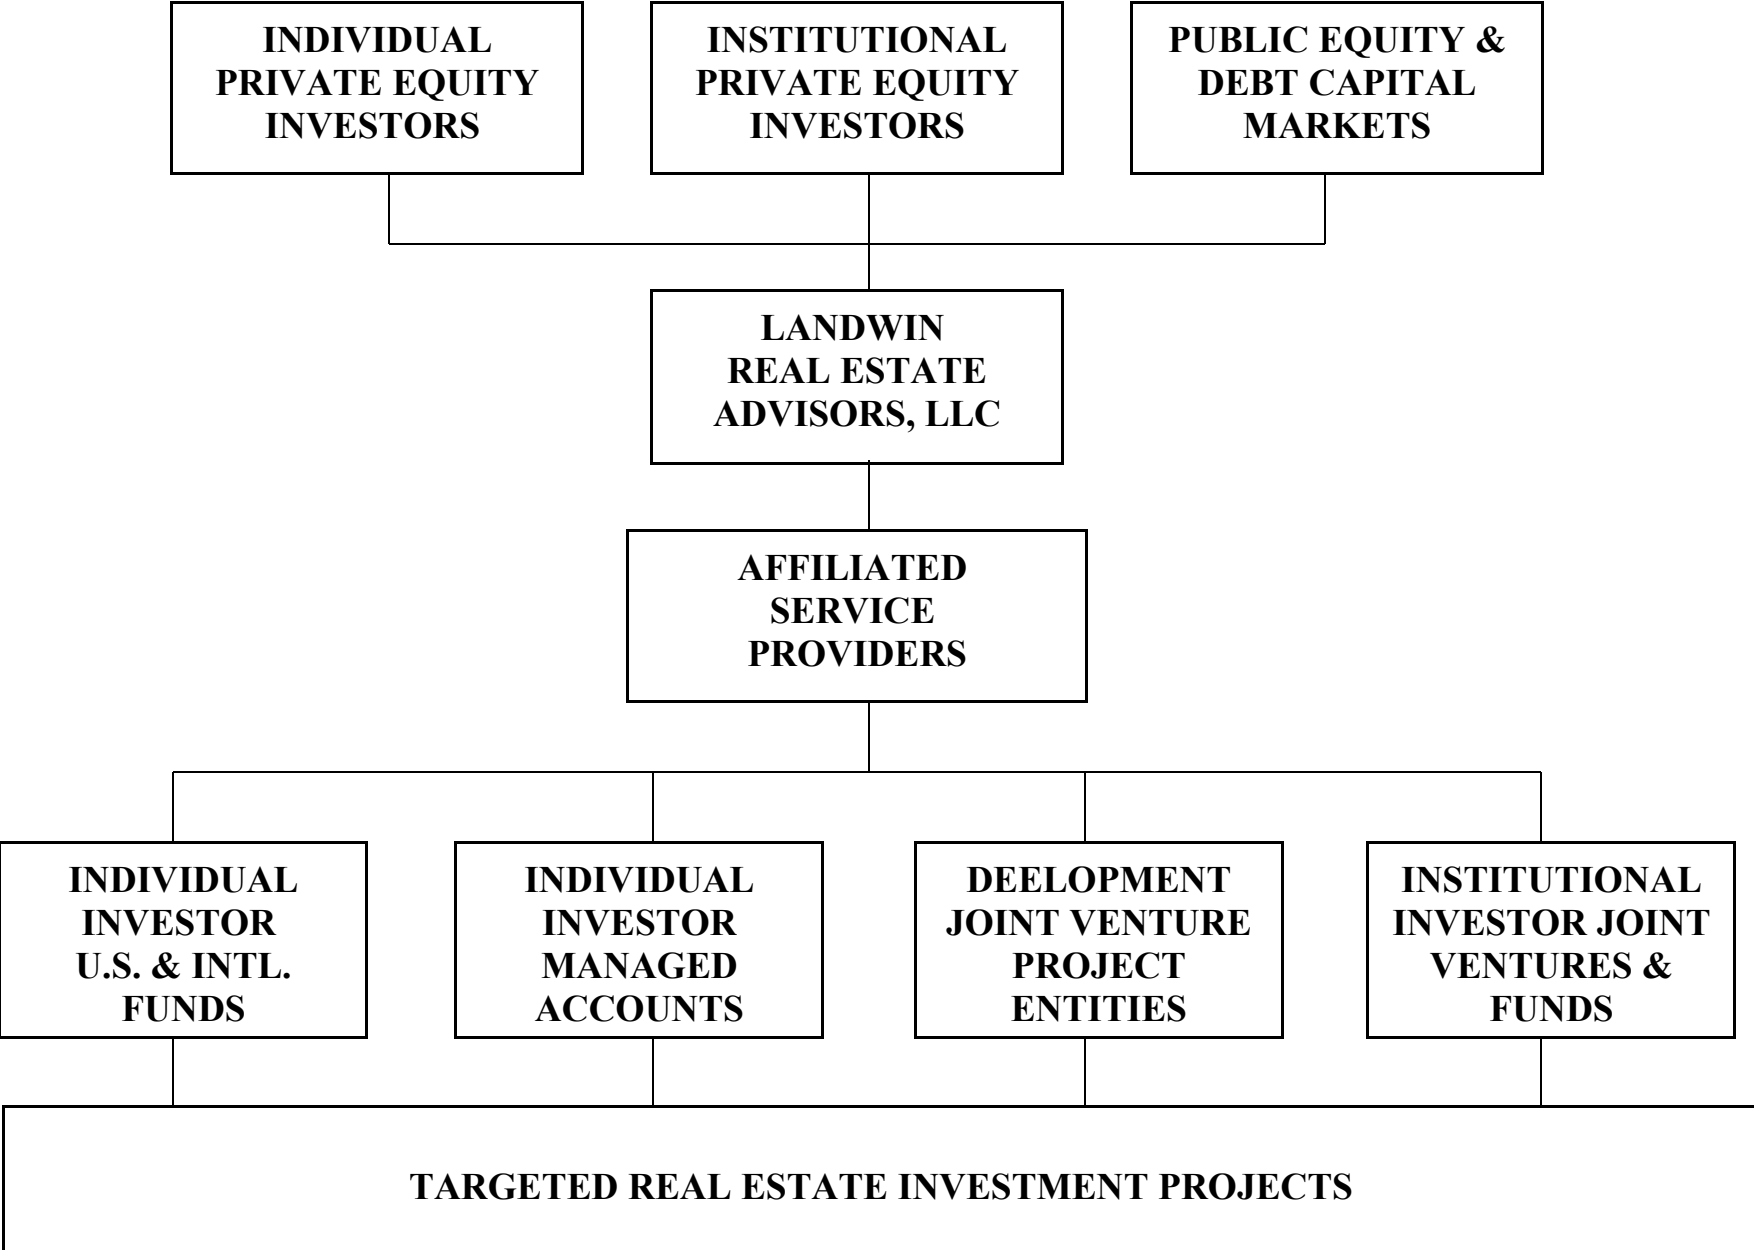 INDIVIDUAL
PRIVATE EQUITY
INVESTORS
INSTITUTIONAL
PRIVATE EQUITY
INVESTORS
PUBLIC EQUITY &
DEBT CAPITAL
MARKETS
LANDWIN
REAL ESTATE
ADVISORS, LLC
AFFILIATED
SERVICE
PROVIDERS
INDIVIDUAL
INVESTOR
U.S. & INTL.
FUNDS
INDIVIDUAL
INVESTOR
MANAGED
ACCOUNTS
DEELOPMENT
JOINT VENTURE
PROJECT
ENTITIES
INSTITUTIONAL
INVESTOR JOINT
VENTURES &
FUNDS
TARGETED REAL ESTATE INVESTMENT PROJECTS